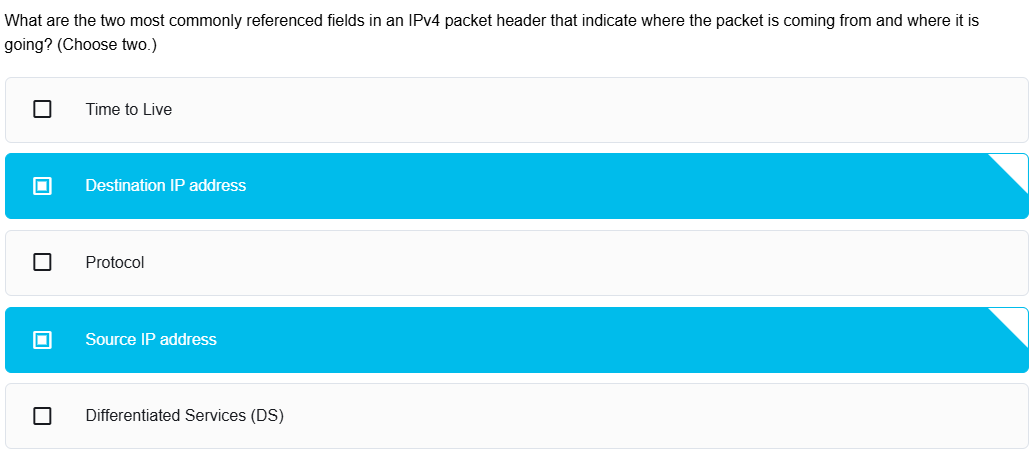 What are the two most commonly referenced fields in an IPv4 packet header that indicate where the packet is coming from and where it is
going? (Choose two.)
Time to Live
Destination IP address
Protocol
Source IP address
Differentiated Services (DS)